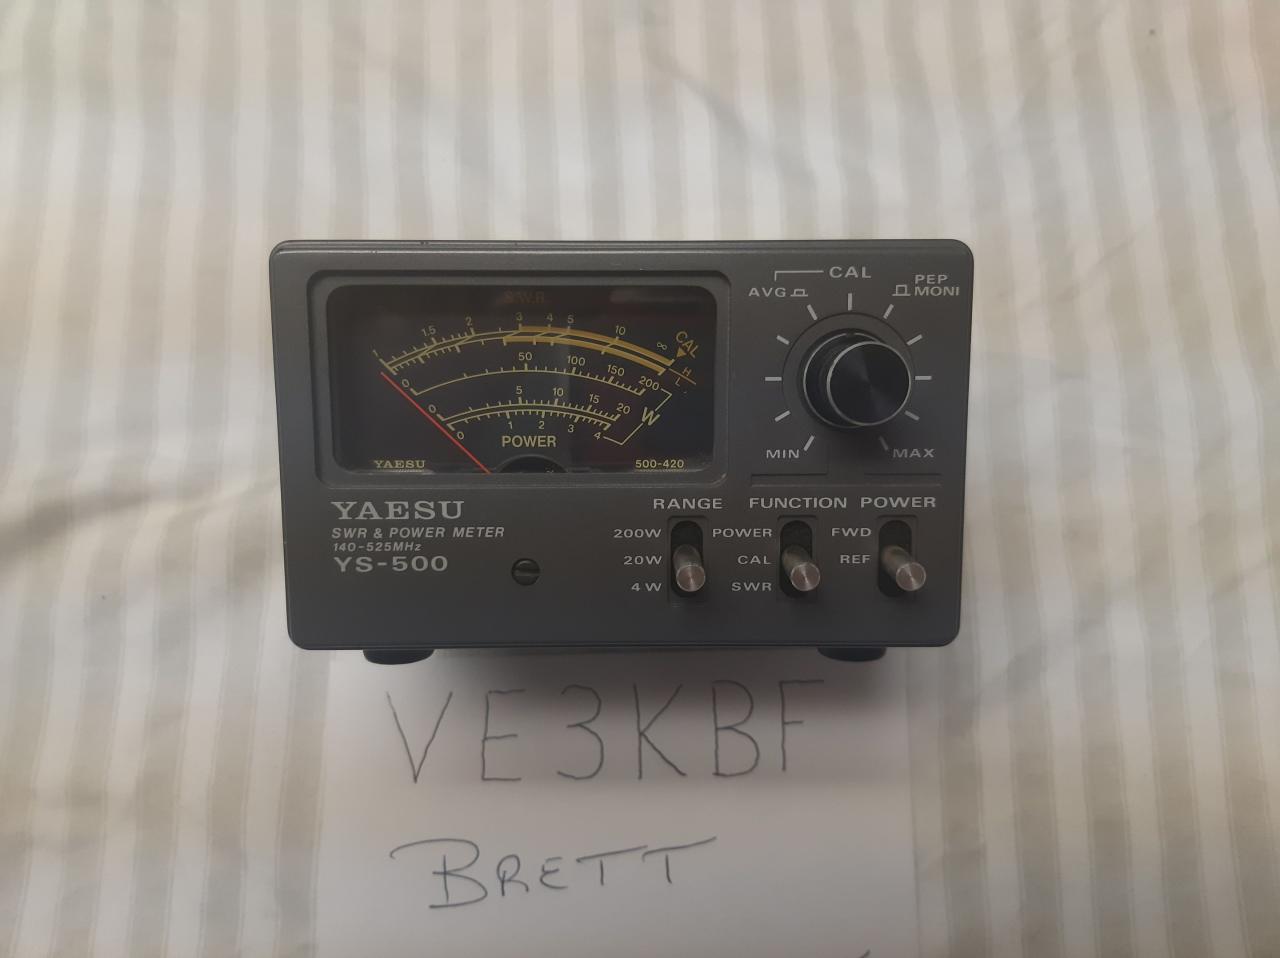 S.W.R.
1 1.5 2 3 4 5 10 ∞ CAL
H
L
0 50 100 150 200
0 5 10 15 20 W
0 1 2 3 4
POWER
YAESU 500-420
CAL
AVG PEP MONI
MIN MAX
YAESU
SWR & POWER METER
140-525MHz
YS-500
RANGE FUNCTION POWER
200W POWER FWD
20W CAL REF
4W SWR
VE3KBF
BRETT